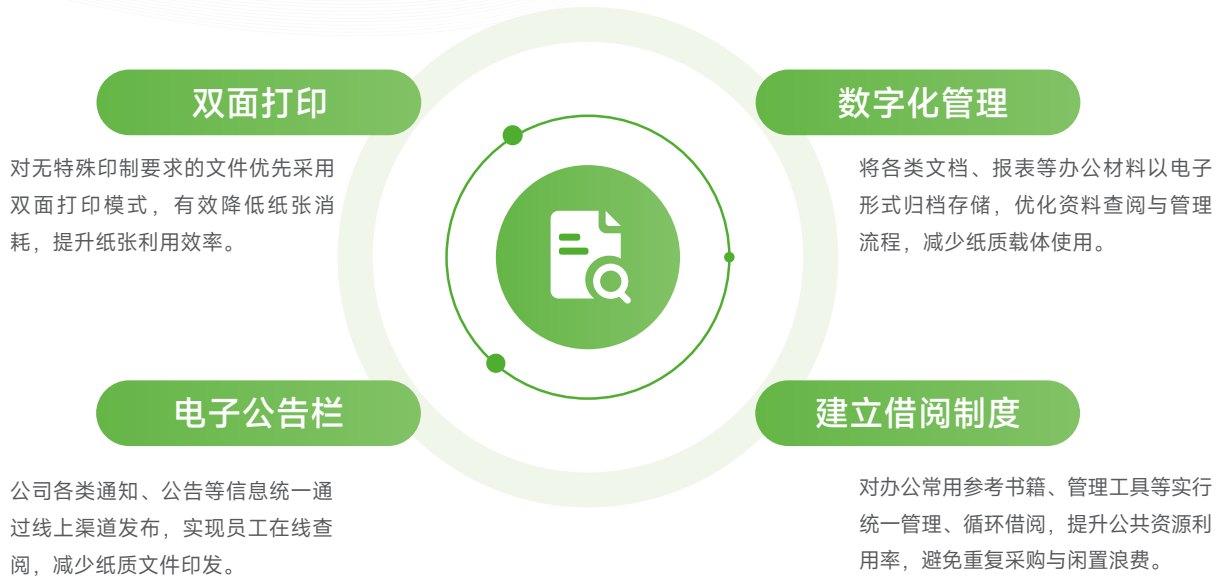 双面打印
对无特殊印制要求的文件优先采用
双面打印模式，有效降低纸张消
耗，提升纸张利用效率。
数字化管理
将各类文档、报表等办公材料以电子
形式归档存储，优化资料查阅与管理
流程，减少纸质载体使用。
电子公告栏
公司各类通知、公告等信息统一通
过线上渠道发布，实现员工在线查
阅，减少纸质文件印发。
建立借阅制度
对办公常用参考书籍、管理工具等实行
统一管理、循环借阅，提升公共资源利
用率，避免重复采购与闲置浪费。